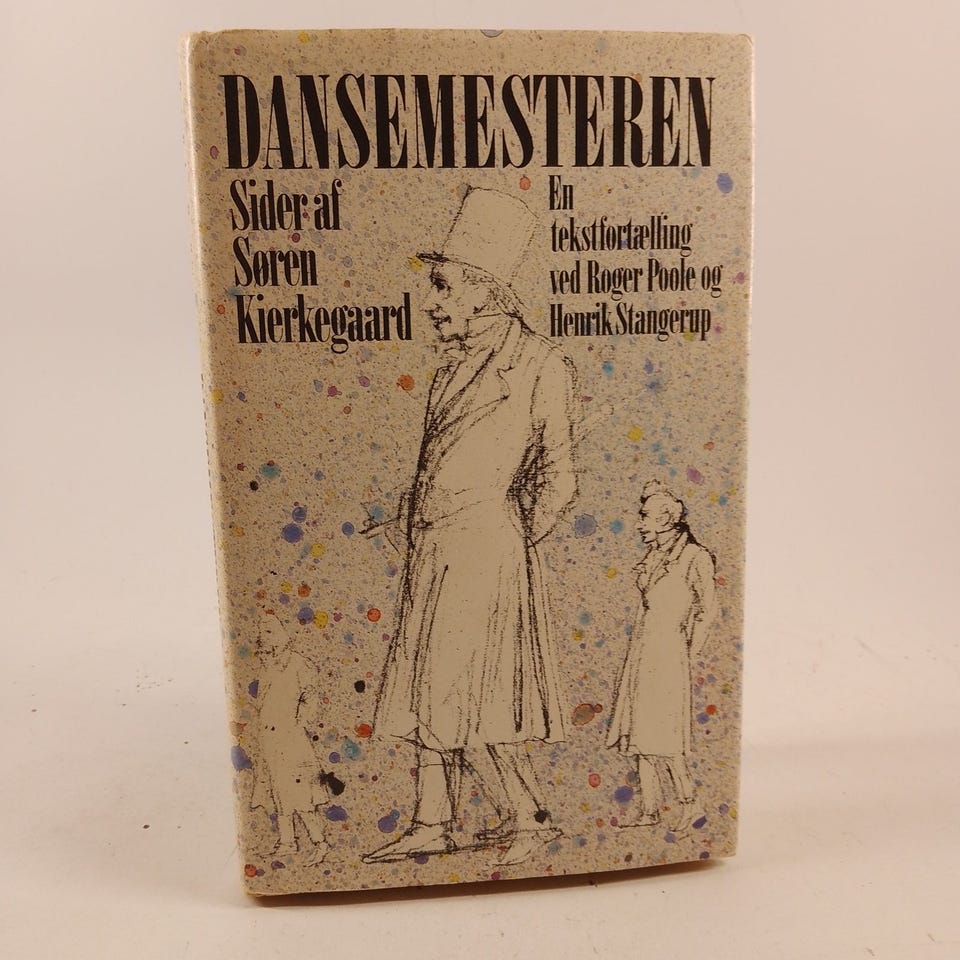 DANSEMESTEREN
Sider af
Søren
Kierkegaard
En
tekstfortælling
ved Roger Poole og
Henrik Stangerup